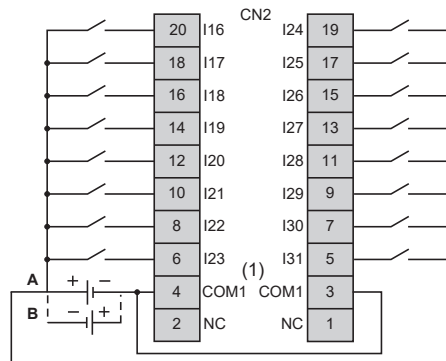 CN2
20 I16 I24 19
18 I17 I25 17
16 I18 I26 15
14 I19 I27 13
12 I20 I28 11
10 I21 I29 9
8 I22 I30 7
6 I23 I31 5
(1)
A + − 4 COM1 COM1 3
B − + 2 NC NC 1